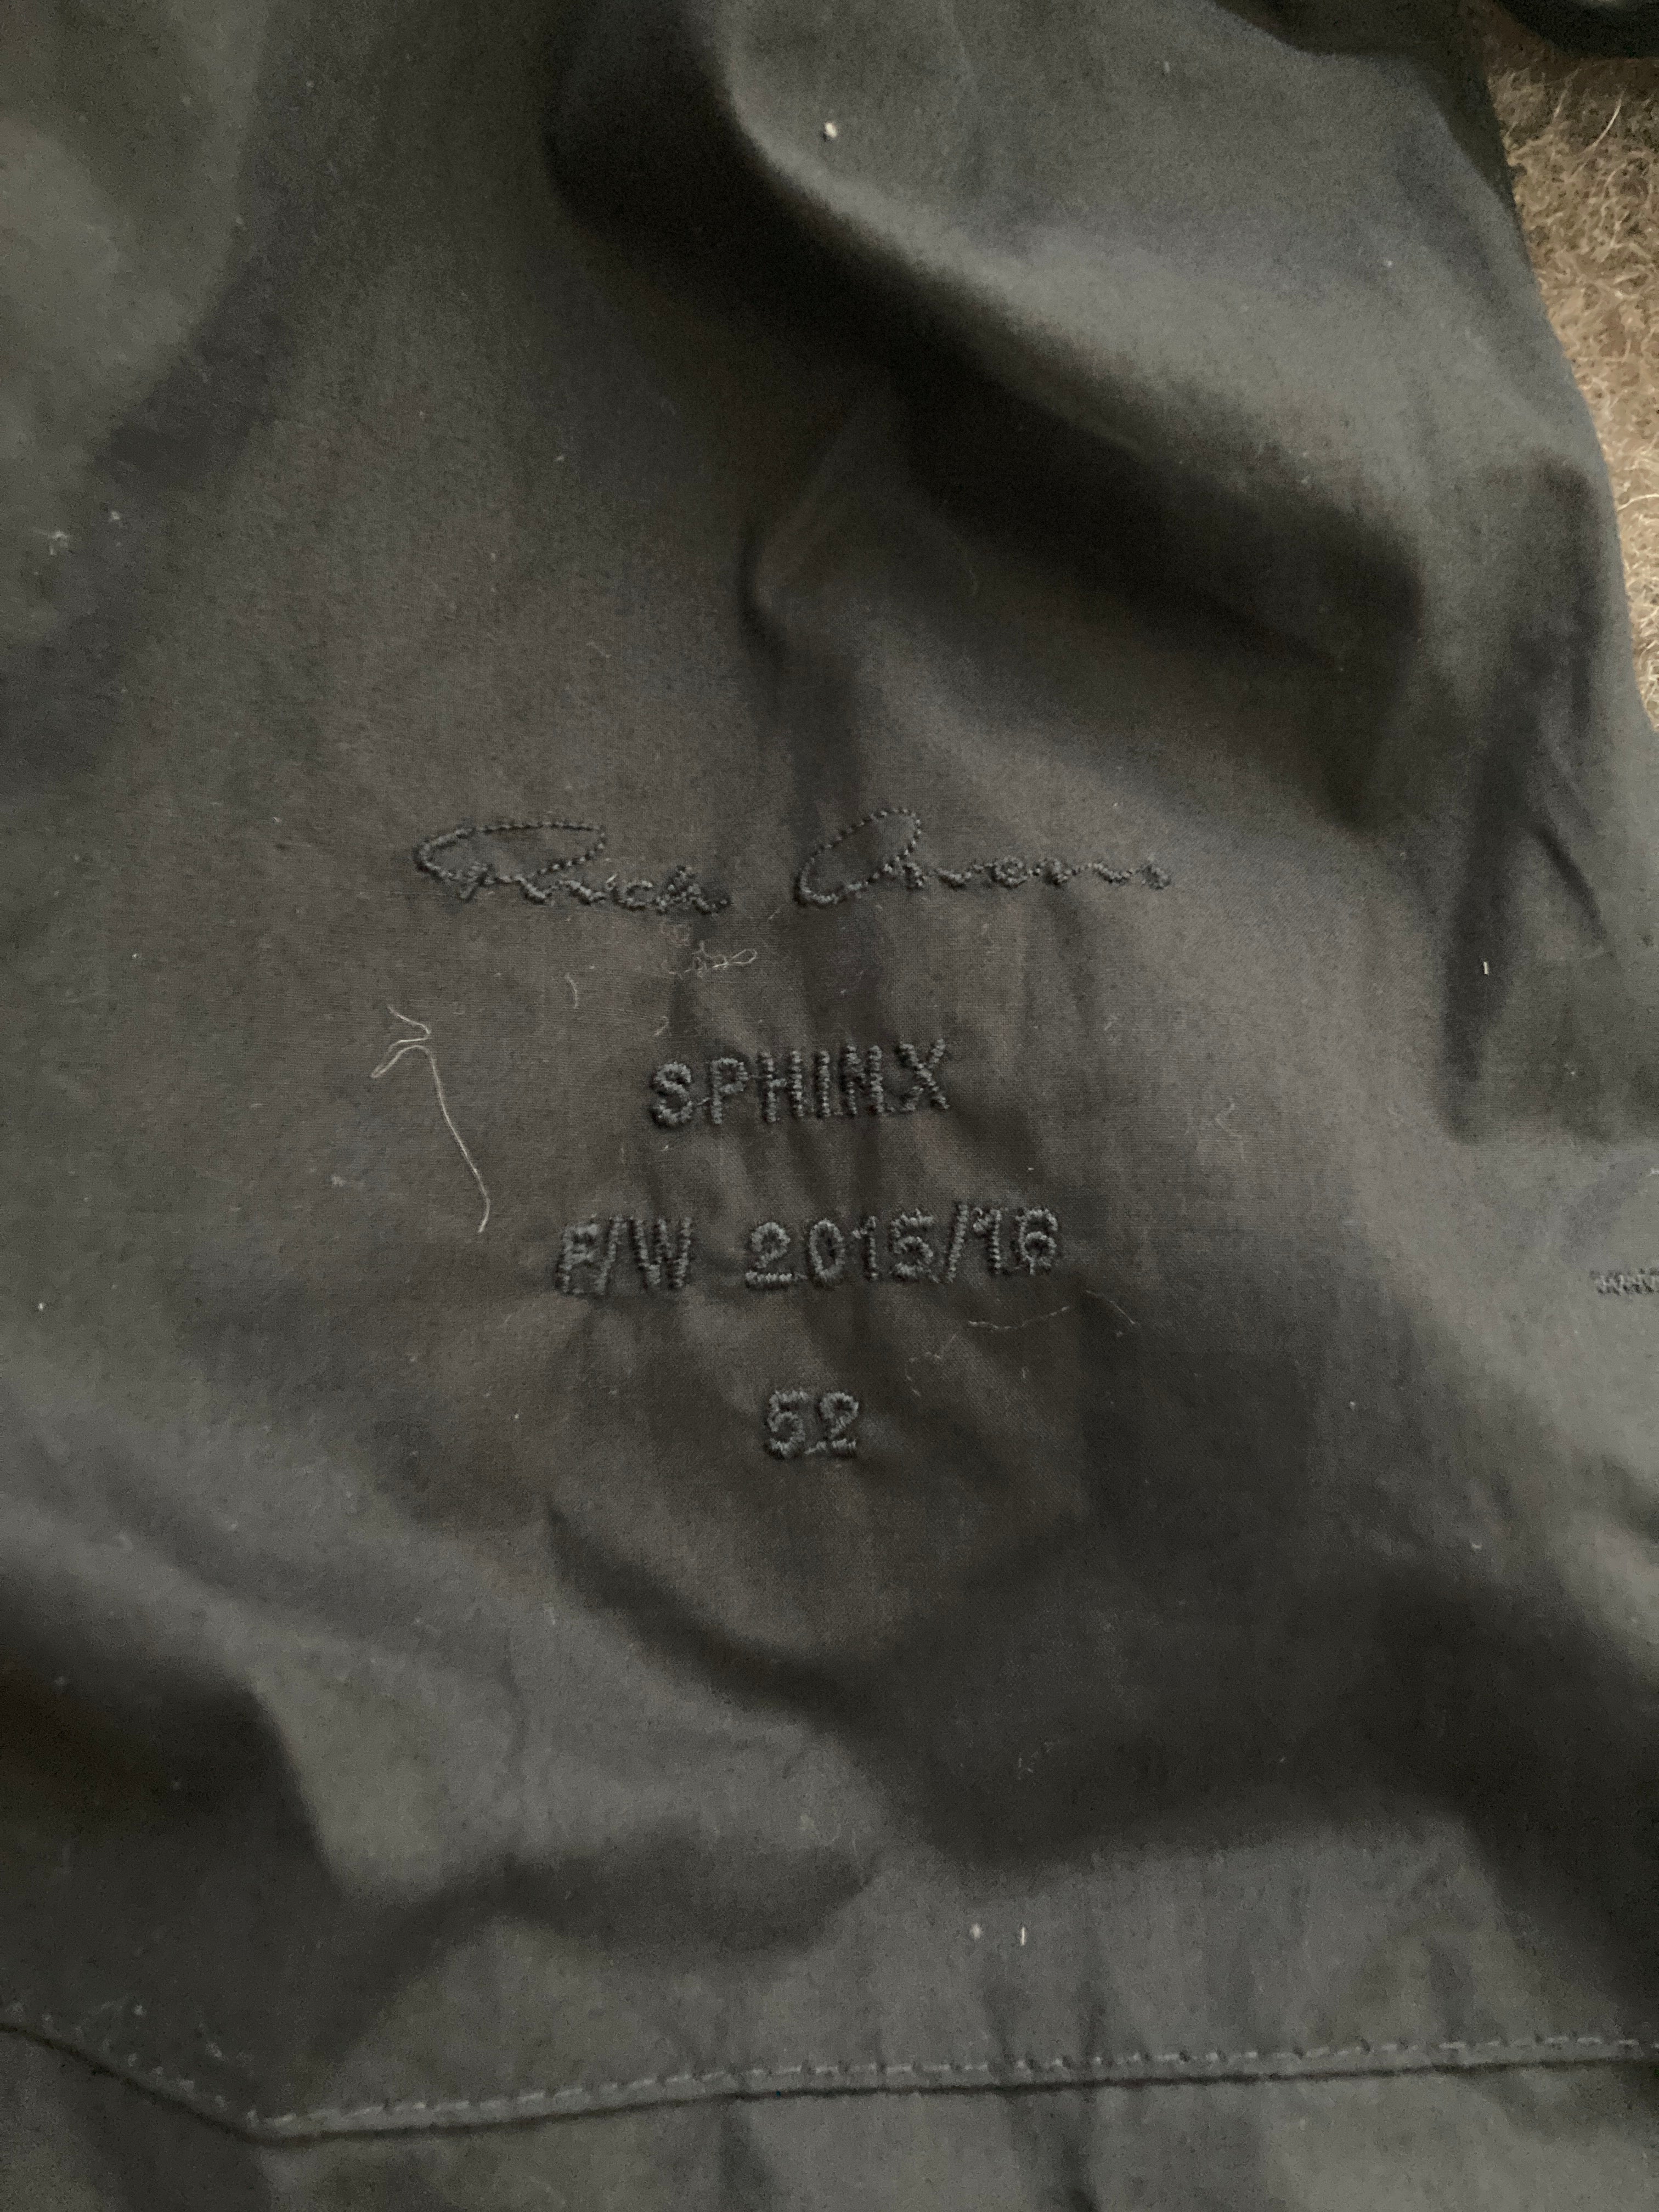 Rick Owens
SPHINX
F/W 2015/16
52